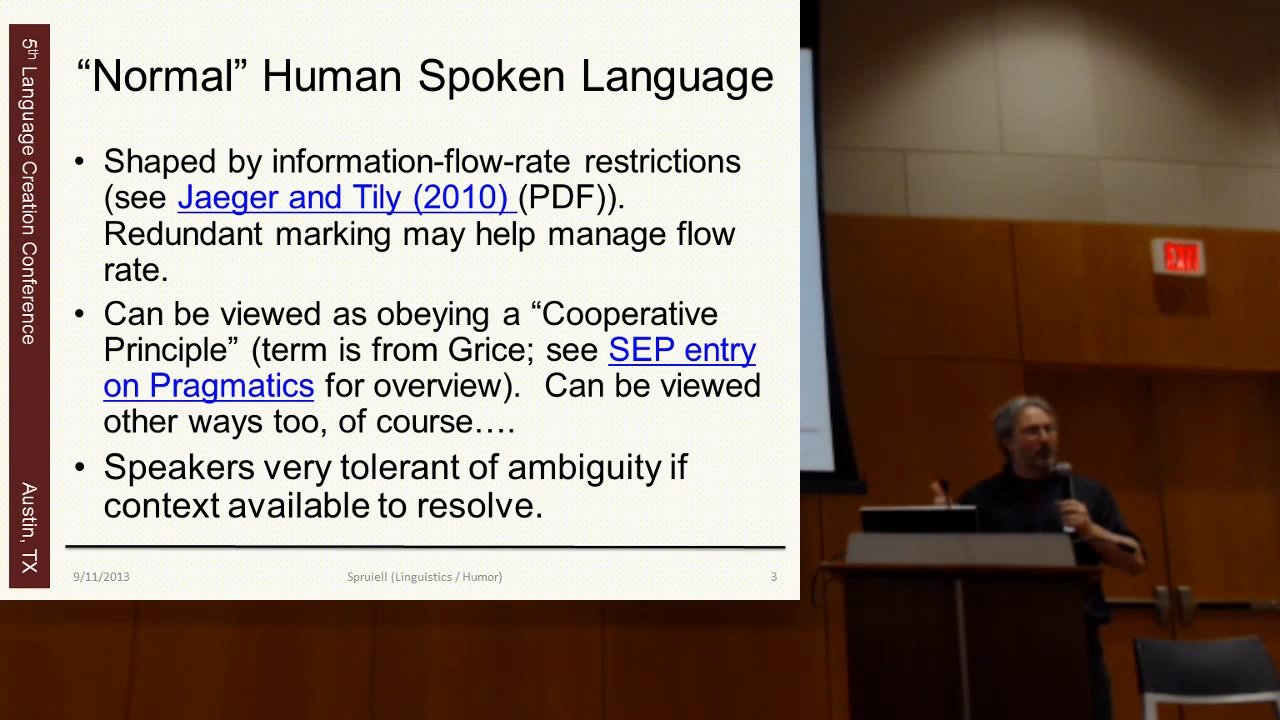 5th Language Creation Conference Austin, TX
“Normal” Human Spoken Language
• Shaped by information-flow-rate restrictions
(see Jaeger and Tily (2010) (PDF)).
Redundant marking may help manage flow
rate.
• Can be viewed as obeying a “Cooperative
Principle” (term is from Grice; see SEP entry
on Pragmatics for overview). Can be viewed
other ways too, of course….
• Speakers very tolerant of ambiguity if
context available to resolve.
9/11/2013 Spruiell (Linguistics / Humor) 3
EXIT